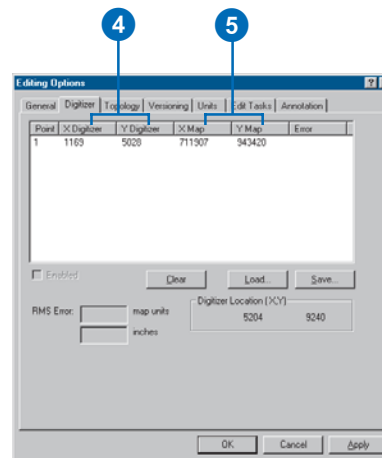 4 5
Editing Options ?
General Digitizer Topology Versioning Units Edit Tasks Annotation
Point X Digitizer Y Digitizer X Map Y Map Error
1 1169 5028 711907 943420
Enabled Clear Load... Save...
Digitizer Location (X,Y)
RMS Error: map units 5204 9240
inches
OK Cancel Apply